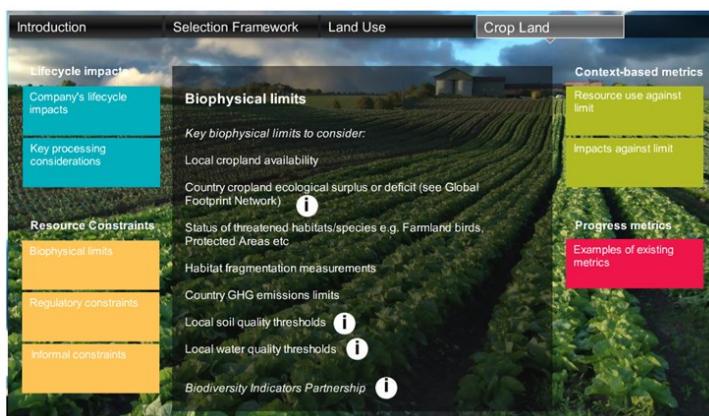 Introduction
Selection Framework
Land Use
Crop Land
Lifecycle impacts
Company's lifecycle
impacts
Key processing
considerations
Resource Constraints
Biophysical limits
Regulatory constraints
Informal constraints
Biophysical limits
Key biophysical limits to consider:
Local cropland availability
Country cropland ecological surplus or deficit (see Global
Footprint Network) i
Status of threatened habitats/species e.g. Farmland birds,
Protected Areas etc
Habitat fragmentation measurements
Country GHG emissions limits
Local soil quality thresholds i
Local water quality thresholds i
Biodiversity Indicators Partnership i
Context-based metrics
Resource use against
limit
Impacts against limit
Progress metrics
Examples of existing
metrics